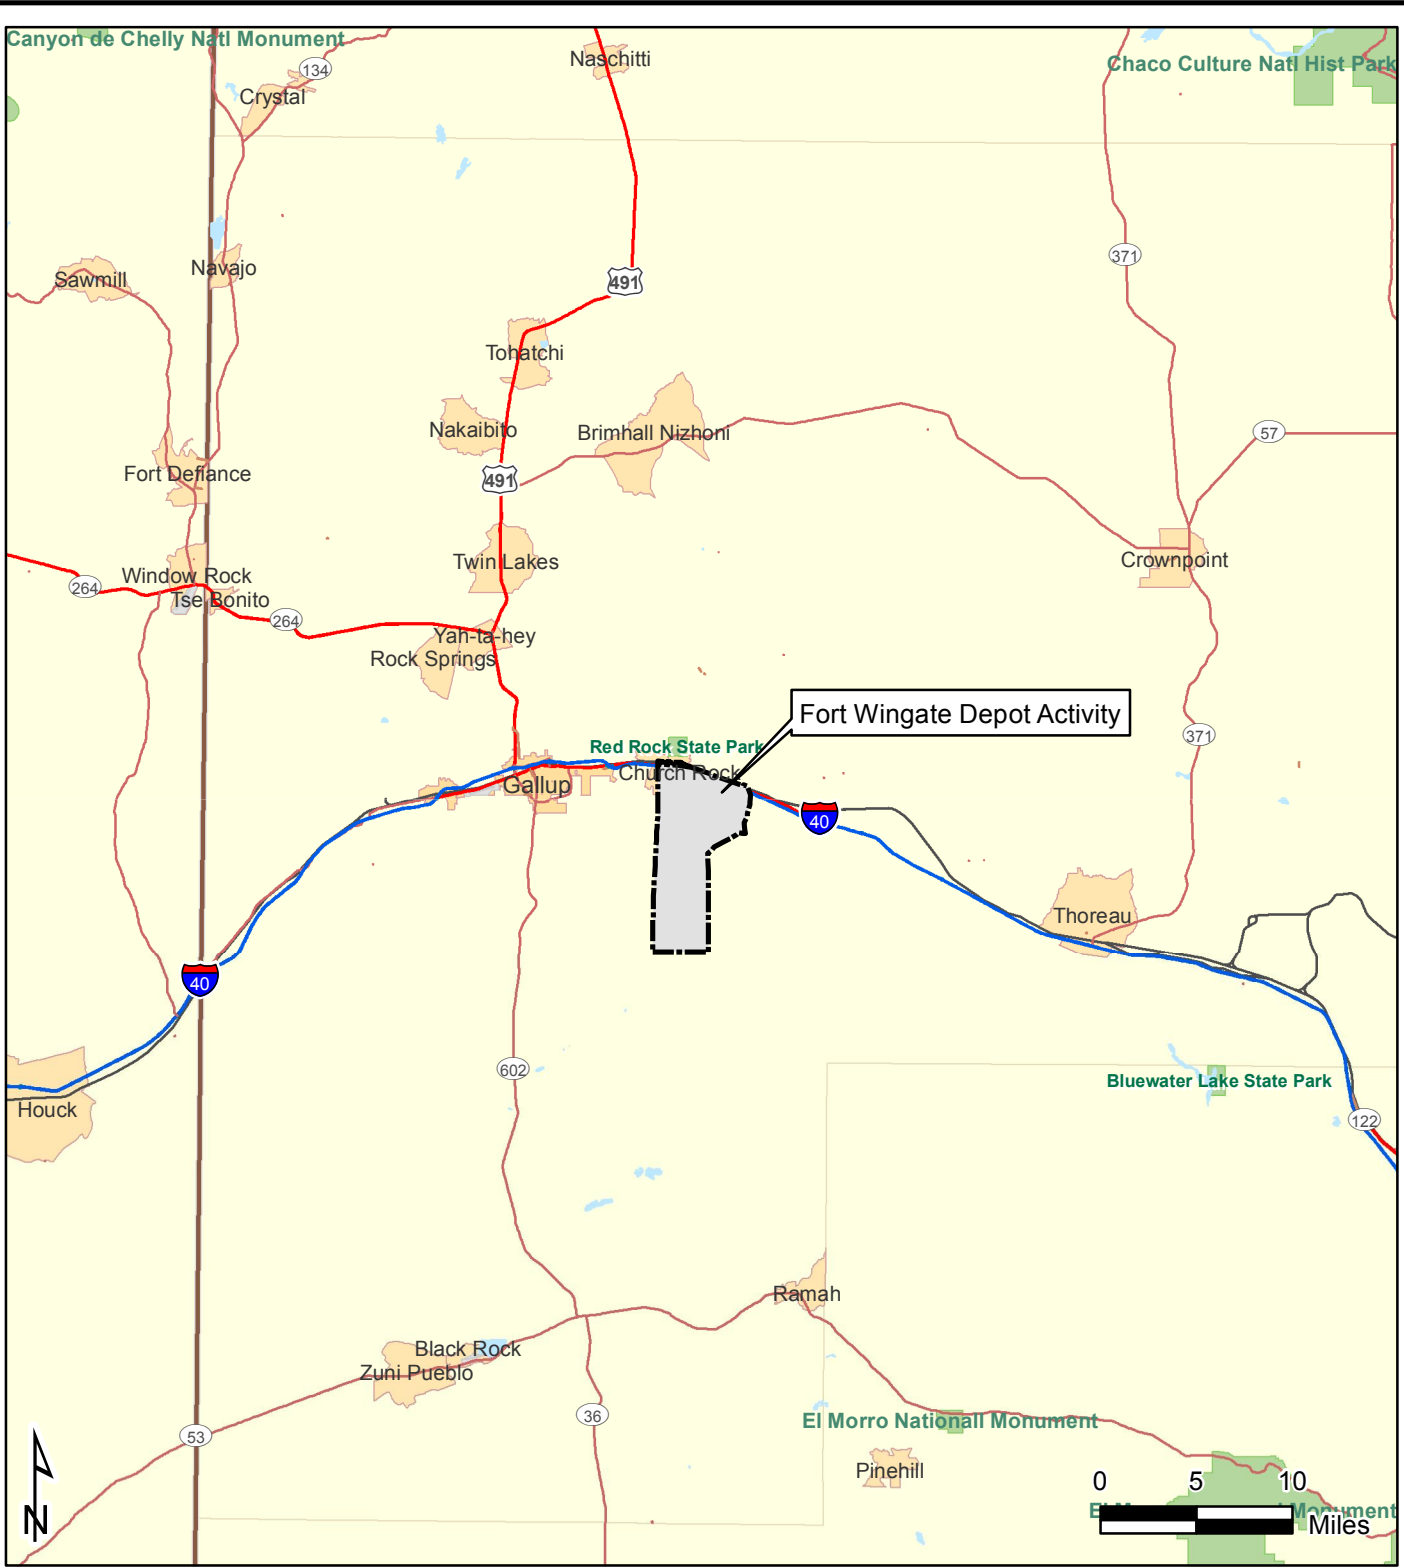 Canyon de Chelly Natl Monument
Naschitti
Chaco Culture Natl Hist Park
134
Crystal
371
Sawmill
Navajo
491
Tohatchi
Nakaibito
Brimhall Nizhoni
57
Fort Defiance
491
Twin Lakes
Crownpoint
Window Rock
264
Tse Bonito
264
Yah-ta-hey
Rock Springs
Fort Wingate Depot Activity
371
Red Rock State Park
Church Rock
Gallup
40
Thoreau
40
602
Bluewater Lake State Park
Houck
122
Ramah
Black Rock
Zuni Pueblo
36
El Morro Nationall Monument
53
Pinehill
0 5 10
Monument
Miles
N